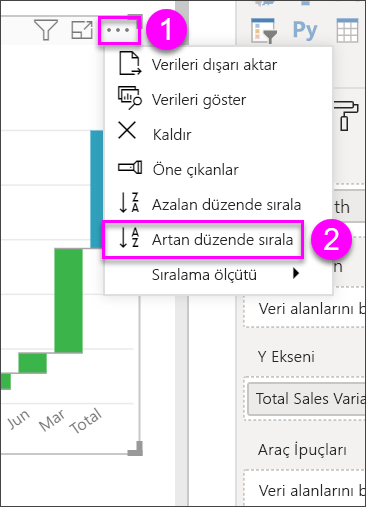 1
Py
Verileri dışarı aktar
Verileri göster
Kaldır
Öne çıkanlar
Azalan düzende sırala
Artan düzende sırala
2
Sıralama ölçütü
th
n
Veri alanlarını b
Y Ekseni
Total Sales Varia
Araç İpuçları
Veri alanlarını b
Jun
Mar
Total